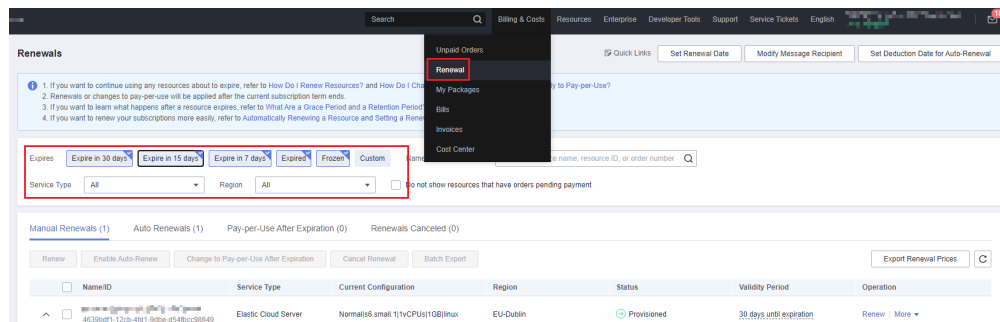 Search Billing & Costs Resources Enterprise Developer Tools Support Service Tickets English
Renewals
Unpaid Orders
Quick Links Set Renewal Date Modify Message Recipient Set Deduction Date for Auto-Renewal
Renewal
1. If you want to continue using any resources about to expire, refer to How Do I Renew Resources? and How Do I Cha ly to Pay-per-Use?
My Packages
2. Renewals or changes to pay-per-use will be applied after the current subscription term ends.
3. If you want to learn what happens after a resource expires, refer to What Are a Grace Period and a Retention Period?
Bills
4. If you want to renew your subscriptions more easily, refer to Automatically Renewing a Resource and Setting a Rene
Invoices
Cost Center
Expires Expire in 30 days Expire in 15 days Expire in 7 days Expired Frozen Custom Name ce name, resource ID, or order number
Service Type All Region All Do not show resources that have orders pending payment
Manual Renewals (1) Auto Renewals (1) Pay-per-Use After Expiration (0) Renewals Canceled (0)
Renew Enable Auto-Renew Change to Pay-per-Use After Expiration Cancel Renewal Batch Export Export Renewal Prices
Name/ID Service Type Current Configuration Region Status Validity Period Operation
4639bdf1-12cb-4fd1-9dbe-d54fbcc98649 Elastic Cloud Server Normal|s6.small.1|1vCPUs|1GB|linux EU-Dublin Provisioned 30 days until expiration Renew More